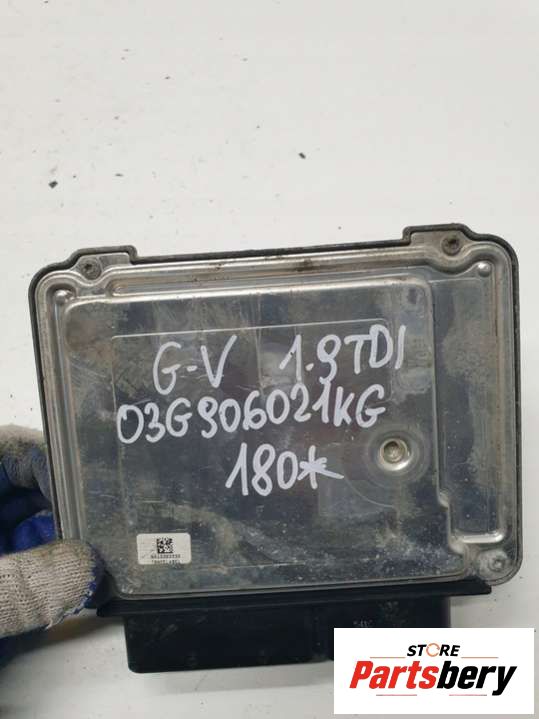 G-V 1.9TDI
03G906021KG
180*
STORE
Partsbery